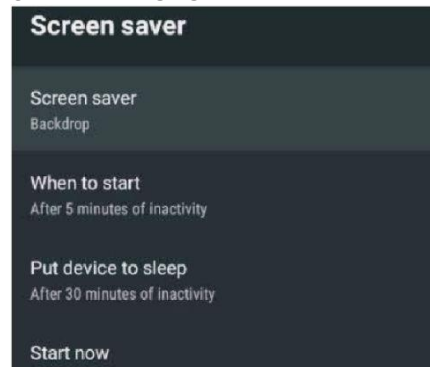 Screen saver
Screen saver
Backdrop
When to start
After 5 minutes of inactivity
Put device to sleep
After 30 minutes of inactivity
Start now